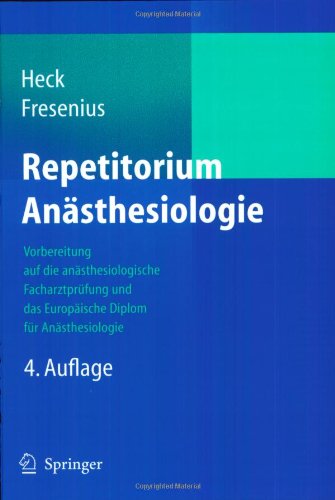 Heck
Fresenius
Repetitorium
Anästhesiologie
Vorbereitung
auf die anästhesiologische
Facharztprüfung und
das Europäische Diplom
für Anästhesiologie
4. Auflage
Springer